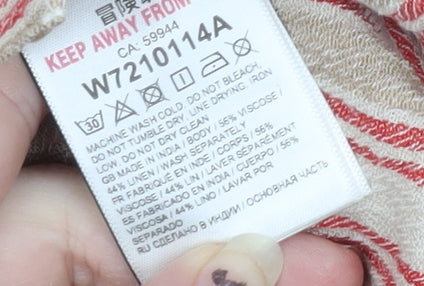 冒険
KEEP AWAY FROM
CA: 59944
W7210114A
30
MACHINE WASH COLD, DO NOT BLEACH,
DO NOT TUMBLE DRY, LINE DRYING, IRON
LOW, DO NOT DRY CLEAN
GB MADE IN INDIA / BODY / 56% VISCOSE /
44% LINEN / WASH SEPARATELY
FR FABRIQUÉ EN INDE / CORPS / 56%
VISCOSE / 44% LIN / LAVER SÉPARÉMENT
ES FABRICADO EN INDIA / CUERPO / 56%
VISCOSA / 44% LINO / LAVAR POR
SEPARADO
RU СДЕЛАНО В ИНДИИ / ОСНОВНАЯ ЧАСТЬ